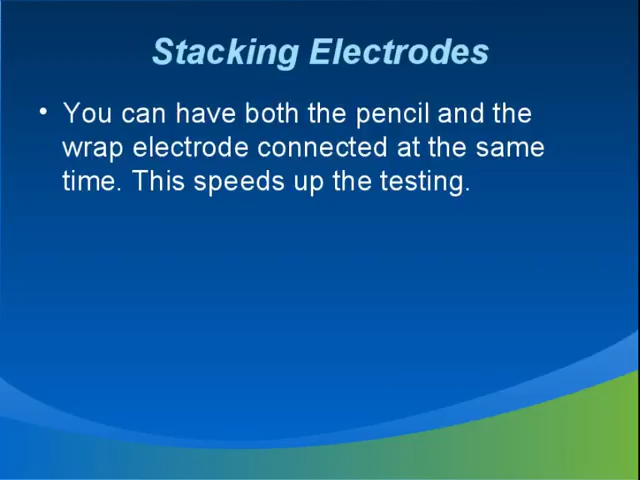 Stacking Electrodes
• You can have both the pencil and the
wrap electrode connected at the same
time. This speeds up the testing.